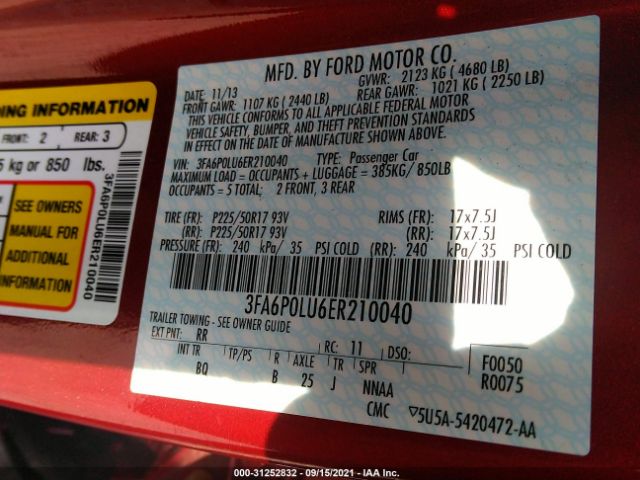 DING INFORMATION
FRONT: 2 REAR: 3
5 kg or 850 lbs.
SEE OWNERS
MANUAL FOR
ADDITIONAL
INFORMATION
3FA6P0LU6ER210040
MFD. BY FORD MOTOR CO.
DATE: 11/13 GVWR: 2123 KG ( 4680 LB)
FRONT GAWR: 1107 KG ( 2440 LB) REAR GAWR: 1021 KG ( 2250 LB)
THIS VEHICLE CONFORMS TO ALL APPLICABLE FEDERAL MOTOR
VEHICLE SAFETY, BUMPER, AND THEFT PREVENTION STANDARDS
IN EFFECT ON THE DATE OF MANUFACTURE SHOWN ABOVE.
VIN: 3FA6P0LU6ER210040 TYPE: Passenger Car
MAXIMUM LOAD = OCCUPANTS + LUGGAGE = 385KG/ 850LB
OCCUPANTS = 5 TOTAL: 2 FRONT, 3 REAR
TIRE (FR): P225/50R17 93V RIMS (FR): 17x7.5J
(RR): P225/50R17 93V (RR): 17x7.5J
PRESSURE (FR): 240 kPa/ 35 PSI COLD (RR): 240 kPa/ 35 PSI COLD
3FA6P0LU6ER210040
TRAILER TOWING - SEE OWNER GUIDE
EXT PNT: RR RC: 11 DSO:
INT TR TP/PS R AXLE TR SPR F0050
BQ B 25 J NNAA R0075
CMC ▽5U5A-5420472-AA
000-31252832 - 09/15/2021 - IAA Inc.